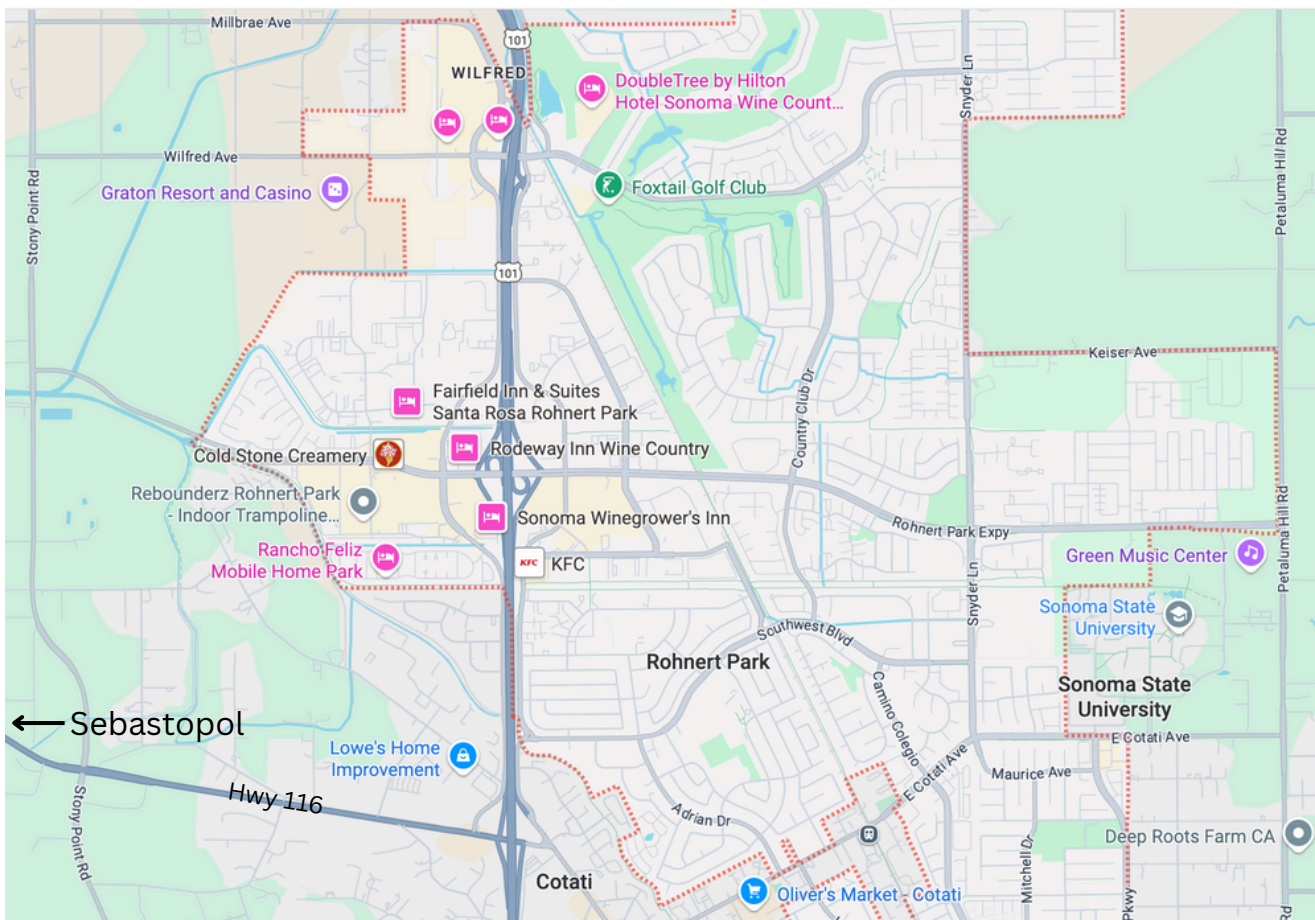 Millbrae Ave
101
WILFRED
DoubleTree by Hilton
Hotel Sonoma Wine Count...
Snyder Ln
Petaluma Hill Rd
Wilfred Ave
Stony Point Rd
Graton Resort and Casino
Foxtail Golf Club
101
Keiser Ave
Country Club Dr
Fairfield Inn & Suites
Santa Rosa Rohnert Park
Cold Stone Creamery
Rodeway Inn Wine Country
Rebounderz Rohnert Park
- Indoor Trampoline...
Sonoma Winegrower's Inn
Rohnert Park Expy
Petaluma Hill Rd
Rancho Feliz
Mobile Home Park
KFC
KFC
Green Music Center
Snyder Ln
Sonoma State
University
Southwest Blvd
Rohnert Park
Camino Colegio
Sonoma State
University
Sebastopol
E Cotati Ave
Lowe's Home
Improvement
E Cotati Ave
Maurice Ave
Hwy 116
Stony Point Rd
Adrian Dr
Mitchell Dr
Deep Roots Farm CA
Cotati
Oliver's Market - Cotati
Pkwy
Rd